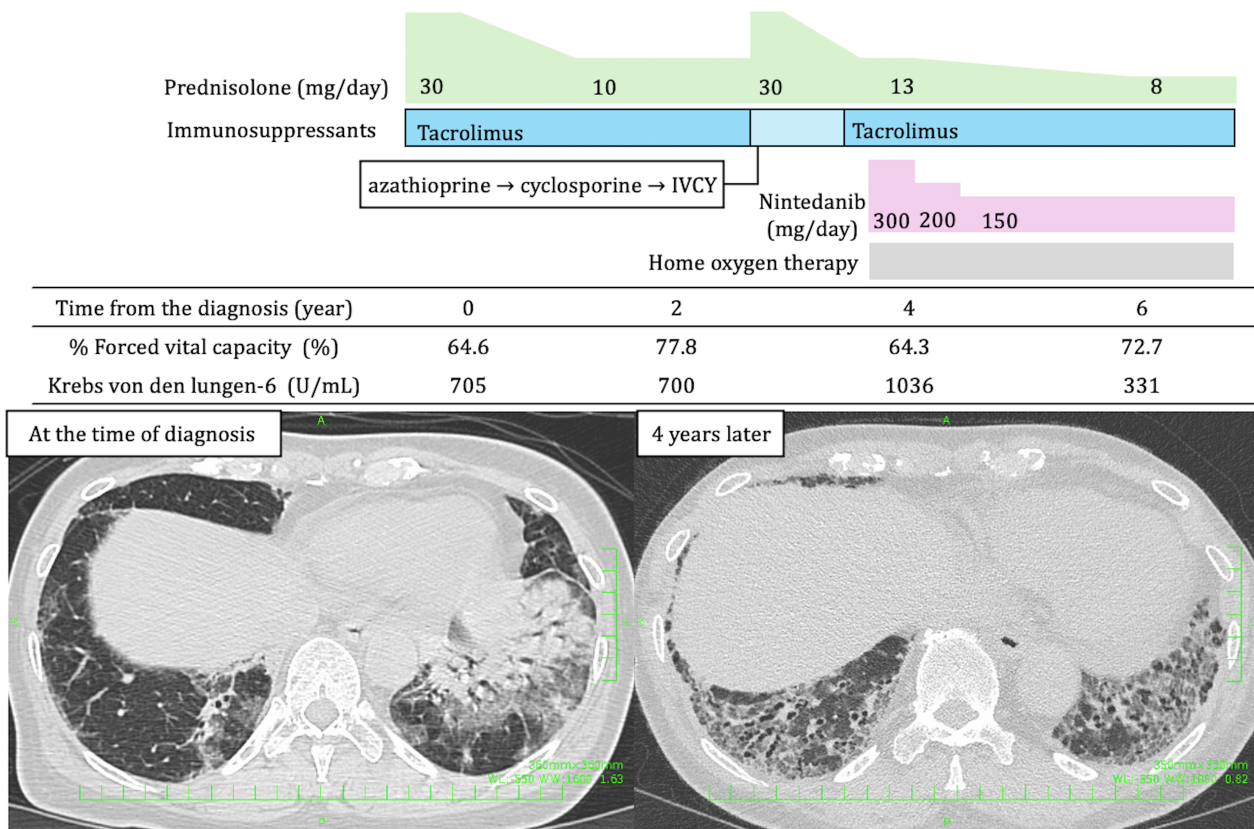 Prednisolone (mg/day)
30
10
30
13
8
Immunosuppressants
Tacrolimus
Tacrolimus
azathioprine → cyclosporine → IVCY
Nintedanib
(mg/day)
300
200
150
Home oxygen therapy
Time from the diagnosis (year) 0 2 4 6
% Forced vital capacity (%) 64.6 77.8 64.3 72.7
Krebs von den lungen-6 (U/mL) 705 700 1036 331
At the time of diagnosis
A
4 years later
A